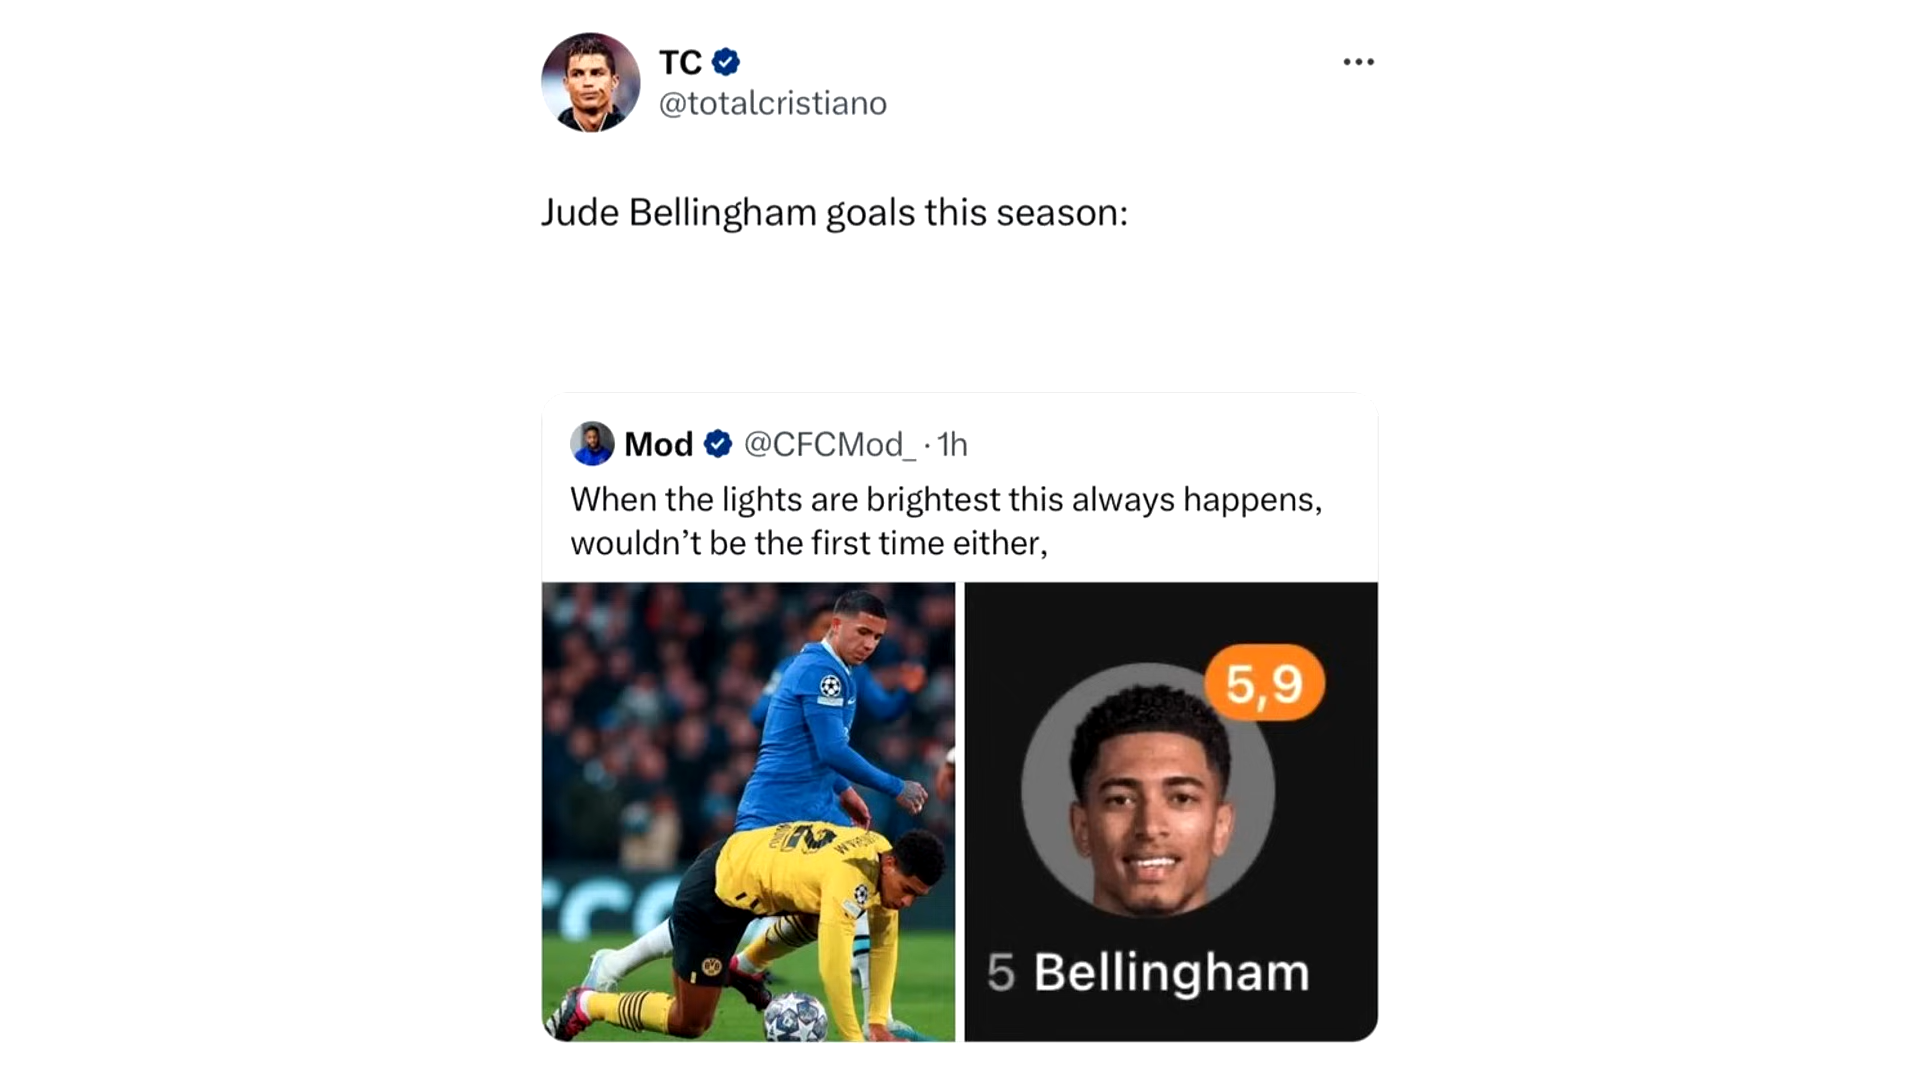 TC
@totalcristiano
Jude Bellingham goals this season:
Mod @CFCMod_ · 1h
When the lights are brightest this always happens,
wouldn’t be the first time either,
5,9
5 Bellingham